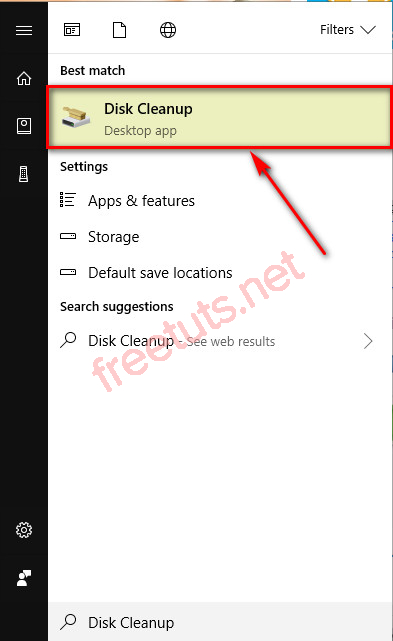 Filters
Best match
Disk Cleanup
Desktop app
Settings
Apps & features
Storage
Default save locations
Search suggestions
Disk Cleanup - See web results
freetuts.net
Disk Cleanup